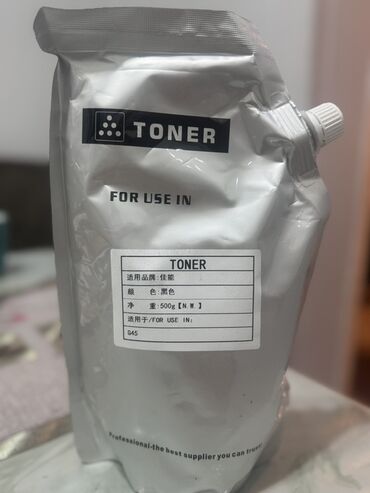 TONER
FOR USE IN
TONER
适用品牌:佳能
颜 色:黑色
净 重:500g【N.W.】
适用于/FOR USE IN:
G45
Professional-the best supplier you can trust